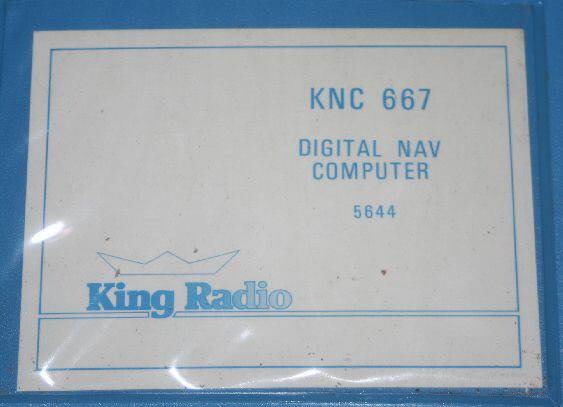 KNC 667
DIGITAL NAV
COMPUTER
5644
King Radio